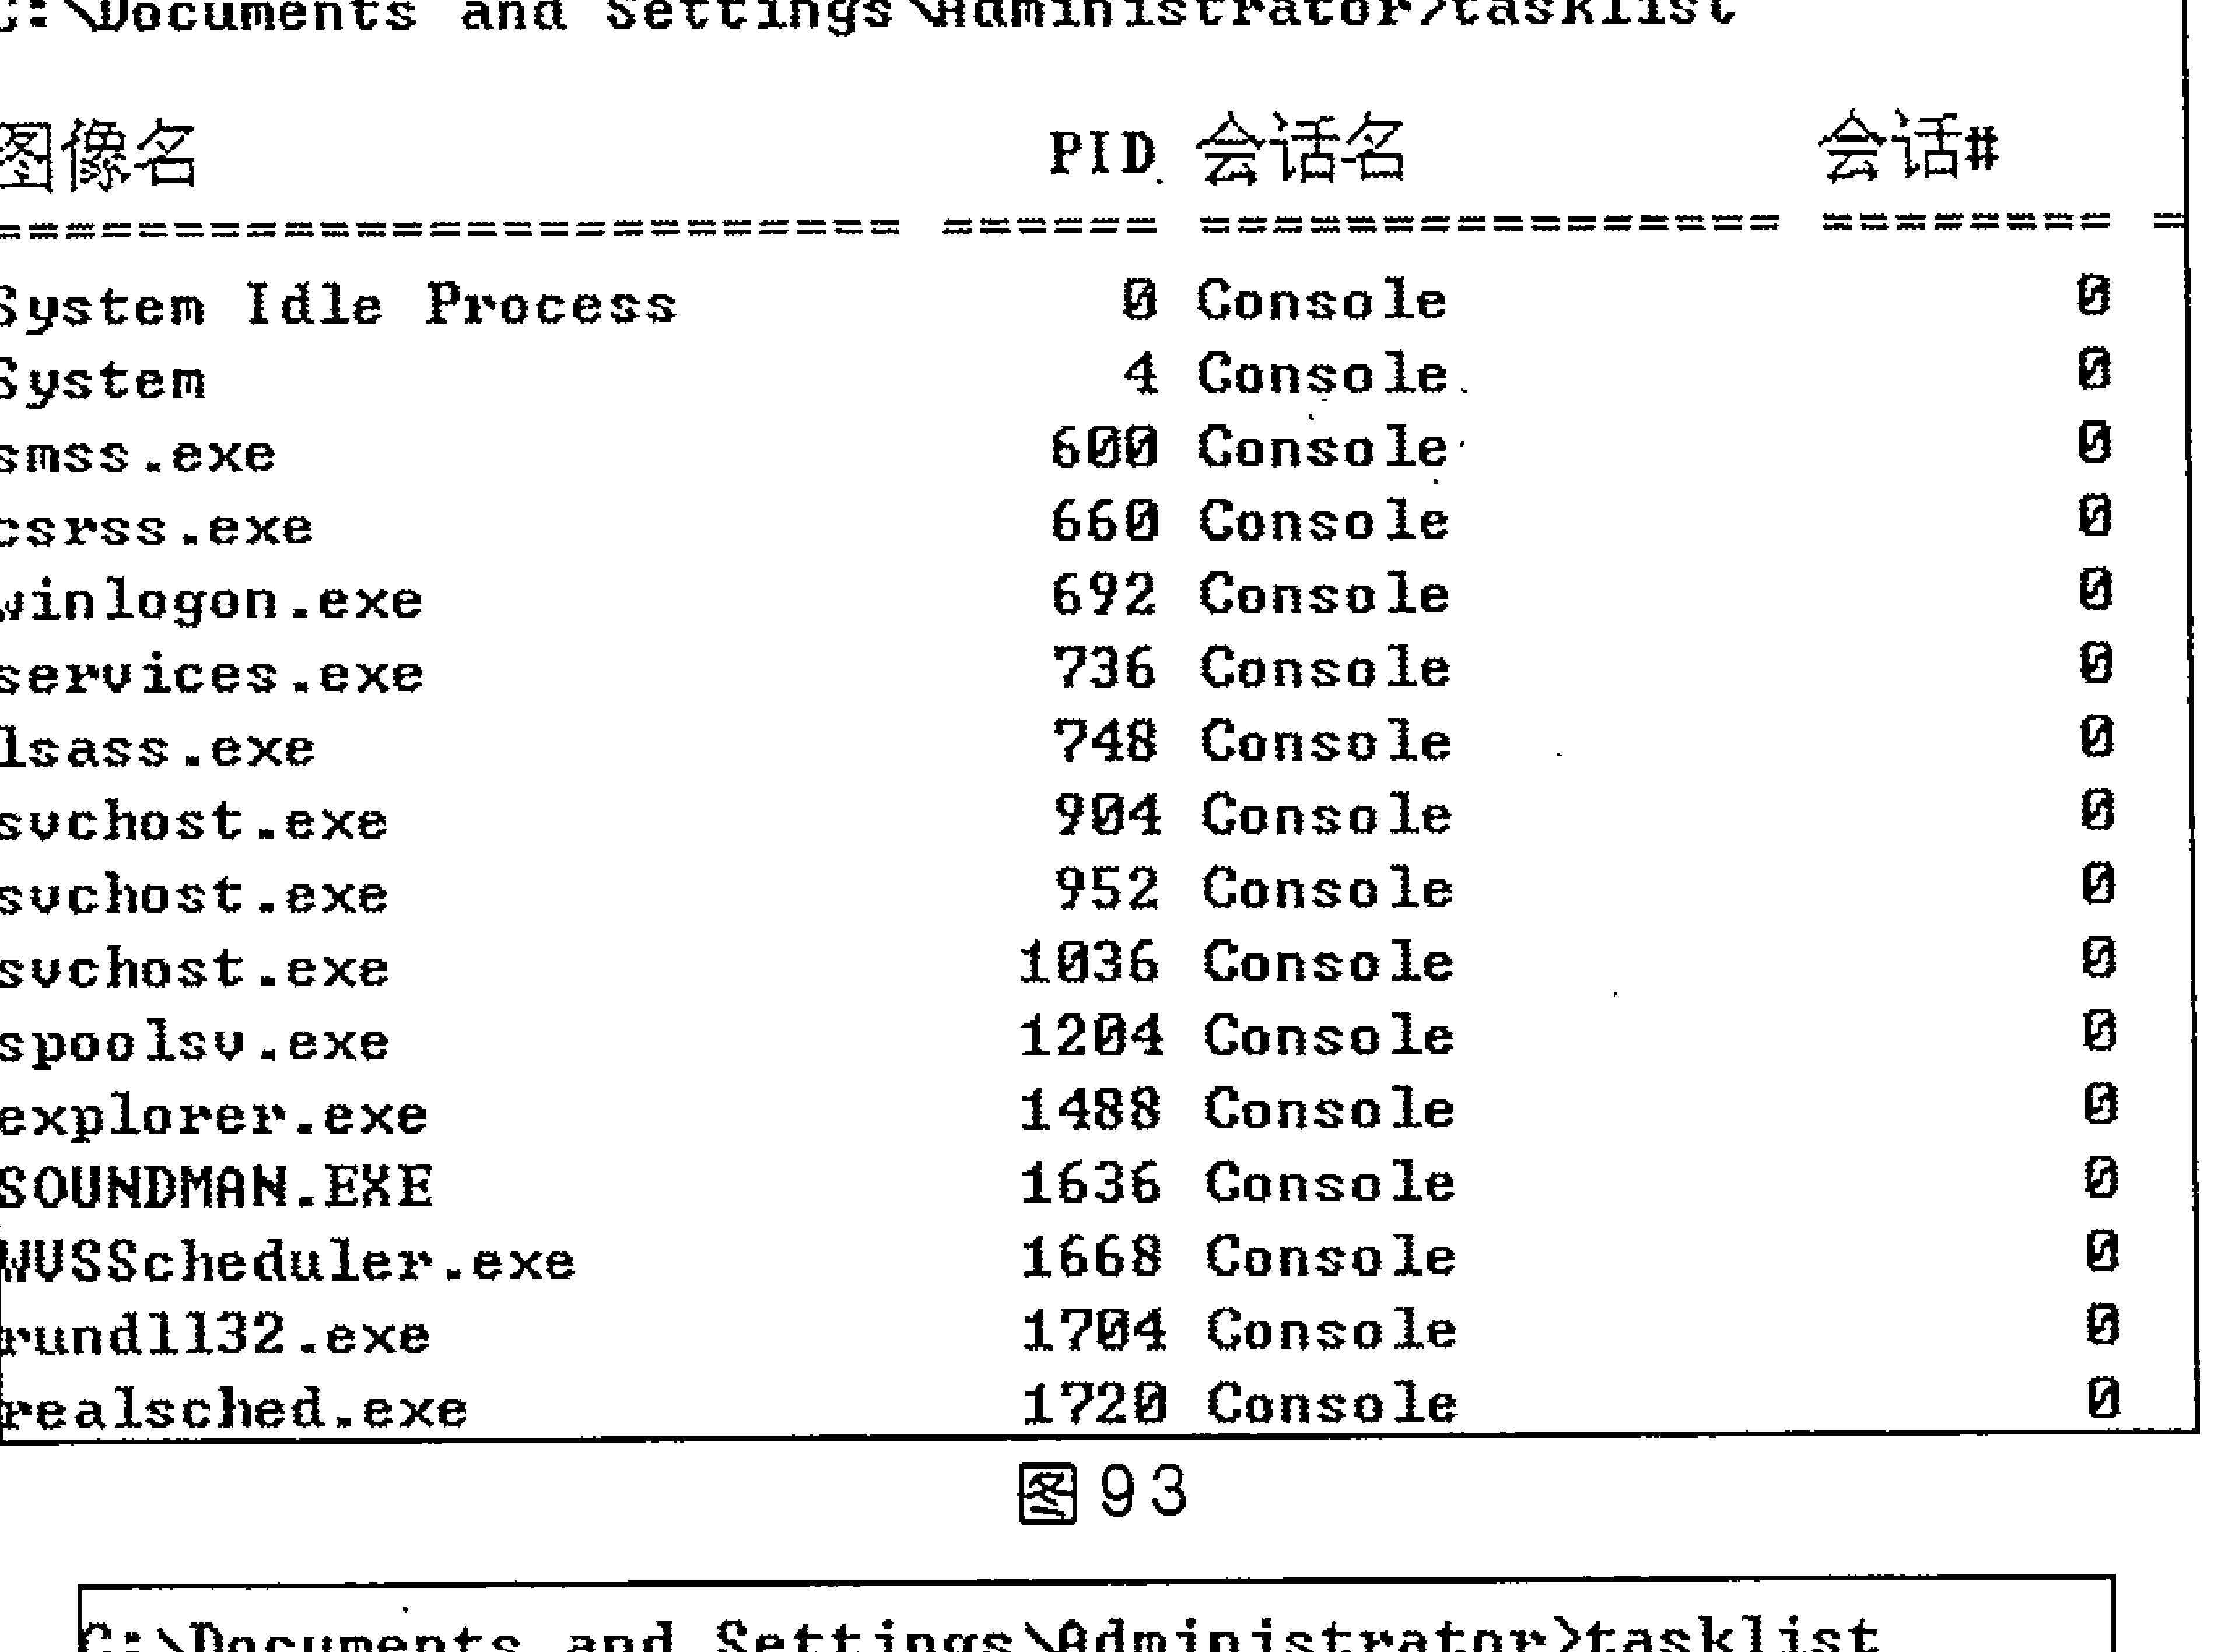 C:\Documents and Settings\Administrator>tasklist
图像名 PID 会话名 会话#
========================= ====== ================ ======== =
System Idle Process 0 Console 0
System 4 Console 0
smss.exe 600 Console 0
csrss.exe 660 Console 0
winlogon.exe 692 Console 0
services.exe 736 Console 0
lsass.exe 748 Console 0
svchost.exe 904 Console 0
svchost.exe 952 Console 0
svchost.exe 1036 Console 0
spoolsv.exe 1204 Console 0
explorer.exe 1488 Console 0
SOUNDMAN.EXE 1636 Console 0
WVSScheduler.exe 1668 Console 0
rundll32.exe 1704 Console 0
realsched.exe 1720 Console 0
图93
C:\Documents and Settings\Administrator>tasklist